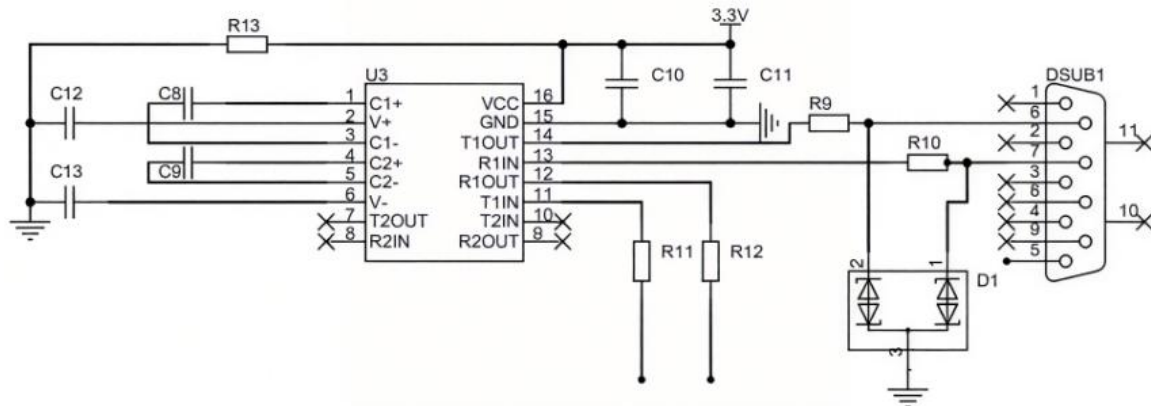 3.3V
R13
U3
C10
C11
DSUB1
C12
C8
1 C1+ VCC 16
2 V+ GND 15
3 C1- T1OUT 14
4 C2+ R1IN 13
5 C2- R1OUT 12
6 V- T1IN 11
7 T2OUT T2IN 10
8 R2IN R2OUT 9
C13
C9
R9
R10
1
6
2
7
3
8
4
9
5
11
10
R11
R12
2
1
D1
3